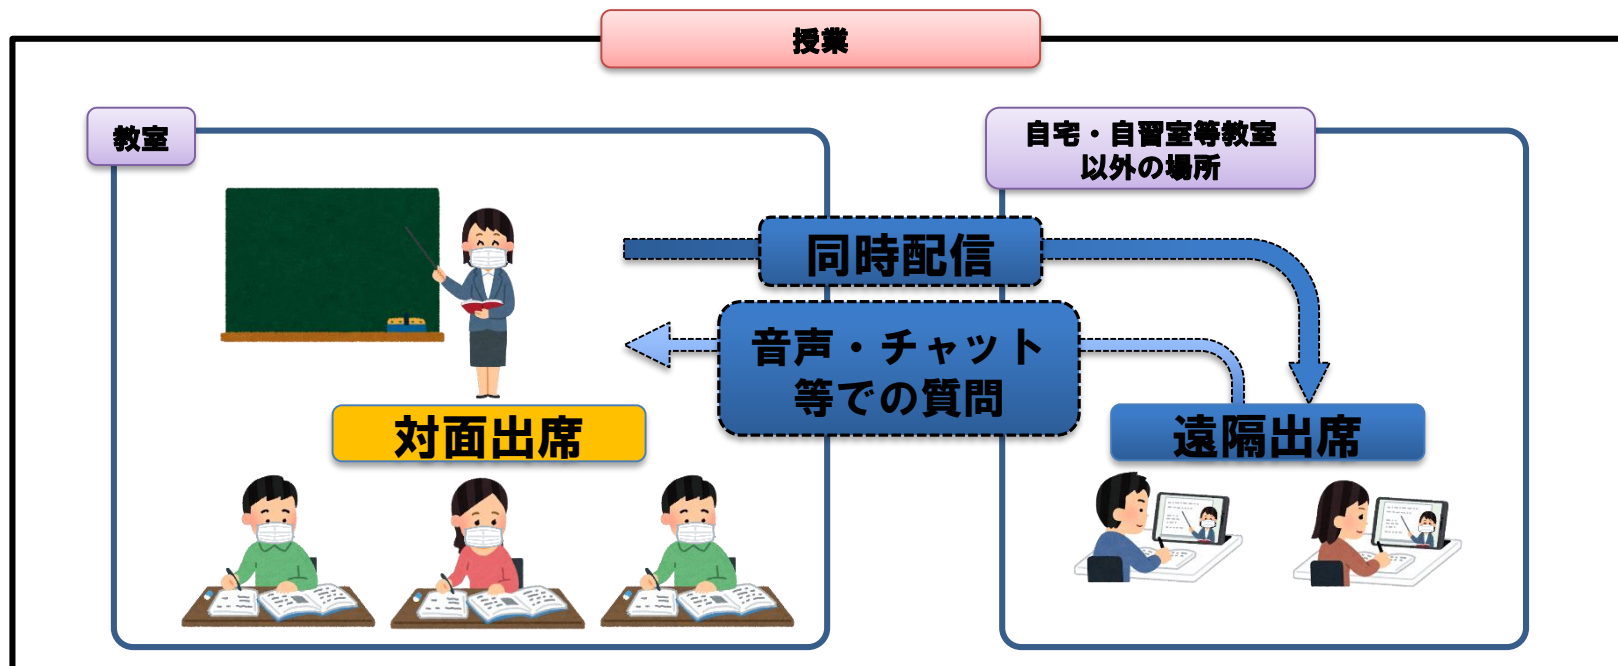 授業
教室
自宅・自習室等教室
以外の場所
同時配信
音声・チャット
等での質問
対面出席
遠隔出席